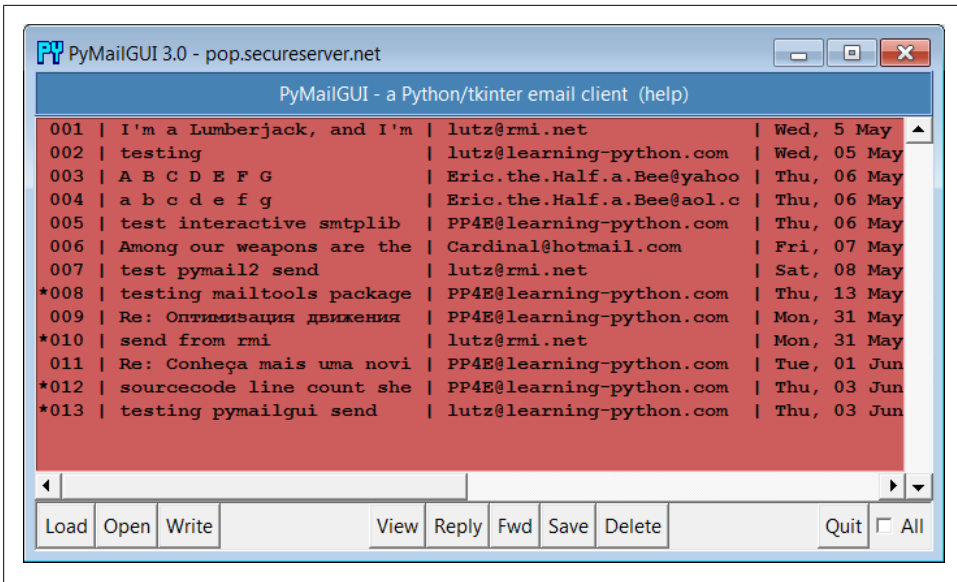 PY PyMailGUI 3.0 - pop.secureserver.net
PyMailGUI - a Python/tkinter email client (help)
001 | I'm a Lumberjack, and I'm | lutz@rmi.net | Wed, 5 May
002 | testing | lutz@learning-python.com | Wed, 05 May
003 | A B C D E F G | Eric.the.Half.a.Bee@yahoo | Thu, 06 May
004 | a b c d e f g | Eric.the.Half.a.Bee@aol.c | Thu, 06 May
005 | test interactive smtplib | PP4E@learning-python.com | Thu, 06 May
006 | Among our weapons are the | Cardinal@hotmail.com | Fri, 07 May
007 | test pymail2 send | lutz@rmi.net | Sat, 08 May
*008 | testing mailtools package | PP4E@learning-python.com | Thu, 13 May
009 | Re: Оптимизация движения | PP4E@learning-python.com | Mon, 31 May
*010 | send from rmi | lutz@rmi.net | Mon, 31 May
011 | Re: Conheça mais uma novi | PP4E@learning-python.com | Tue, 01 Jun
*012 | sourcecode line count she | PP4E@learning-python.com | Thu, 03 Jun
*013 | testing pymailgui send | lutz@learning-python.com | Thu, 03 Jun
Load Open Write View Reply Fwd Save Delete Quit All